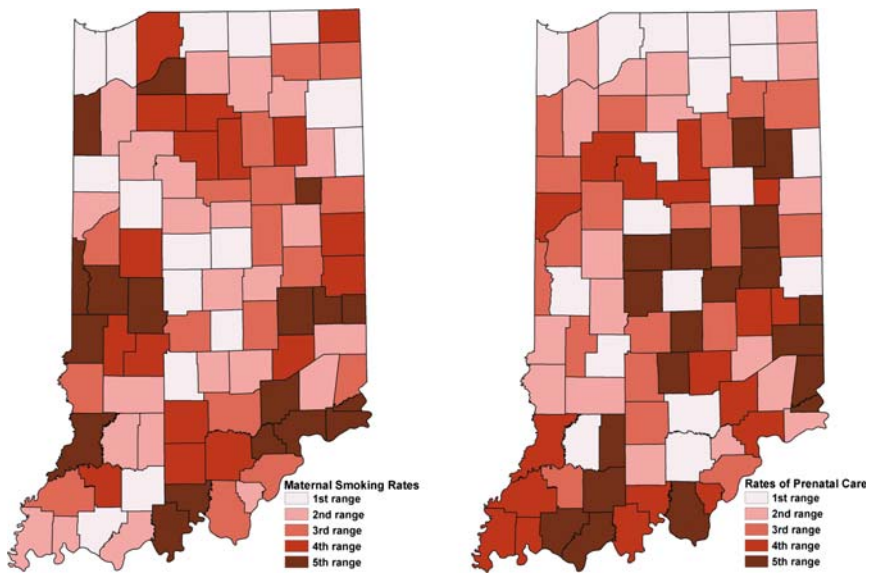 Maternal Smoking Rates
1st range
2nd range
3rd range
4th range
5th range
Rates of Prenatal Care
1st range
2nd range
3rd range
4th range
5th range